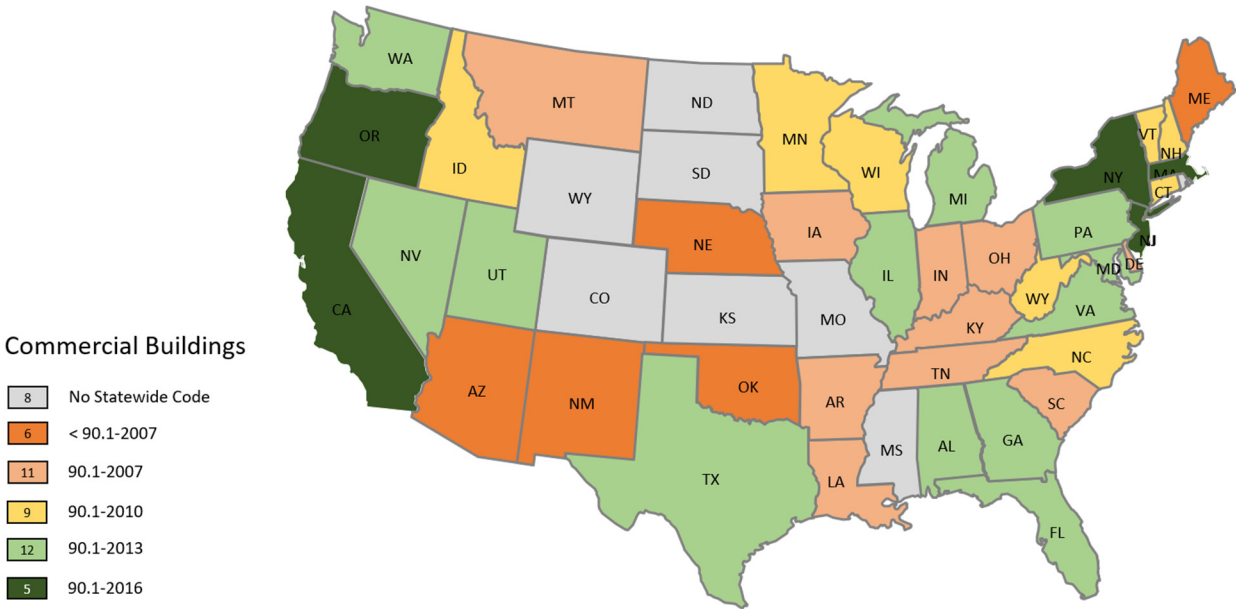 WA
MT
ND
ME
OR
ID
MN
VT
NH
SD
WI
NY
MA
WY
MI
CT
NE
IA
PA
NJ
NV
UT
IL
IN
OH
MD
DE
CO
WY
CA
KS
MO
KY
VA
Commercial Buildings
NC
TN
8 No Statewide Code
AZ
NM
OK
AR
SC
6 < 90.1-2007
MS
AL
GA
11 90.1-2007
TX
LA
9 90.1-2010
FL
12 90.1-2013
5 90.1-2016